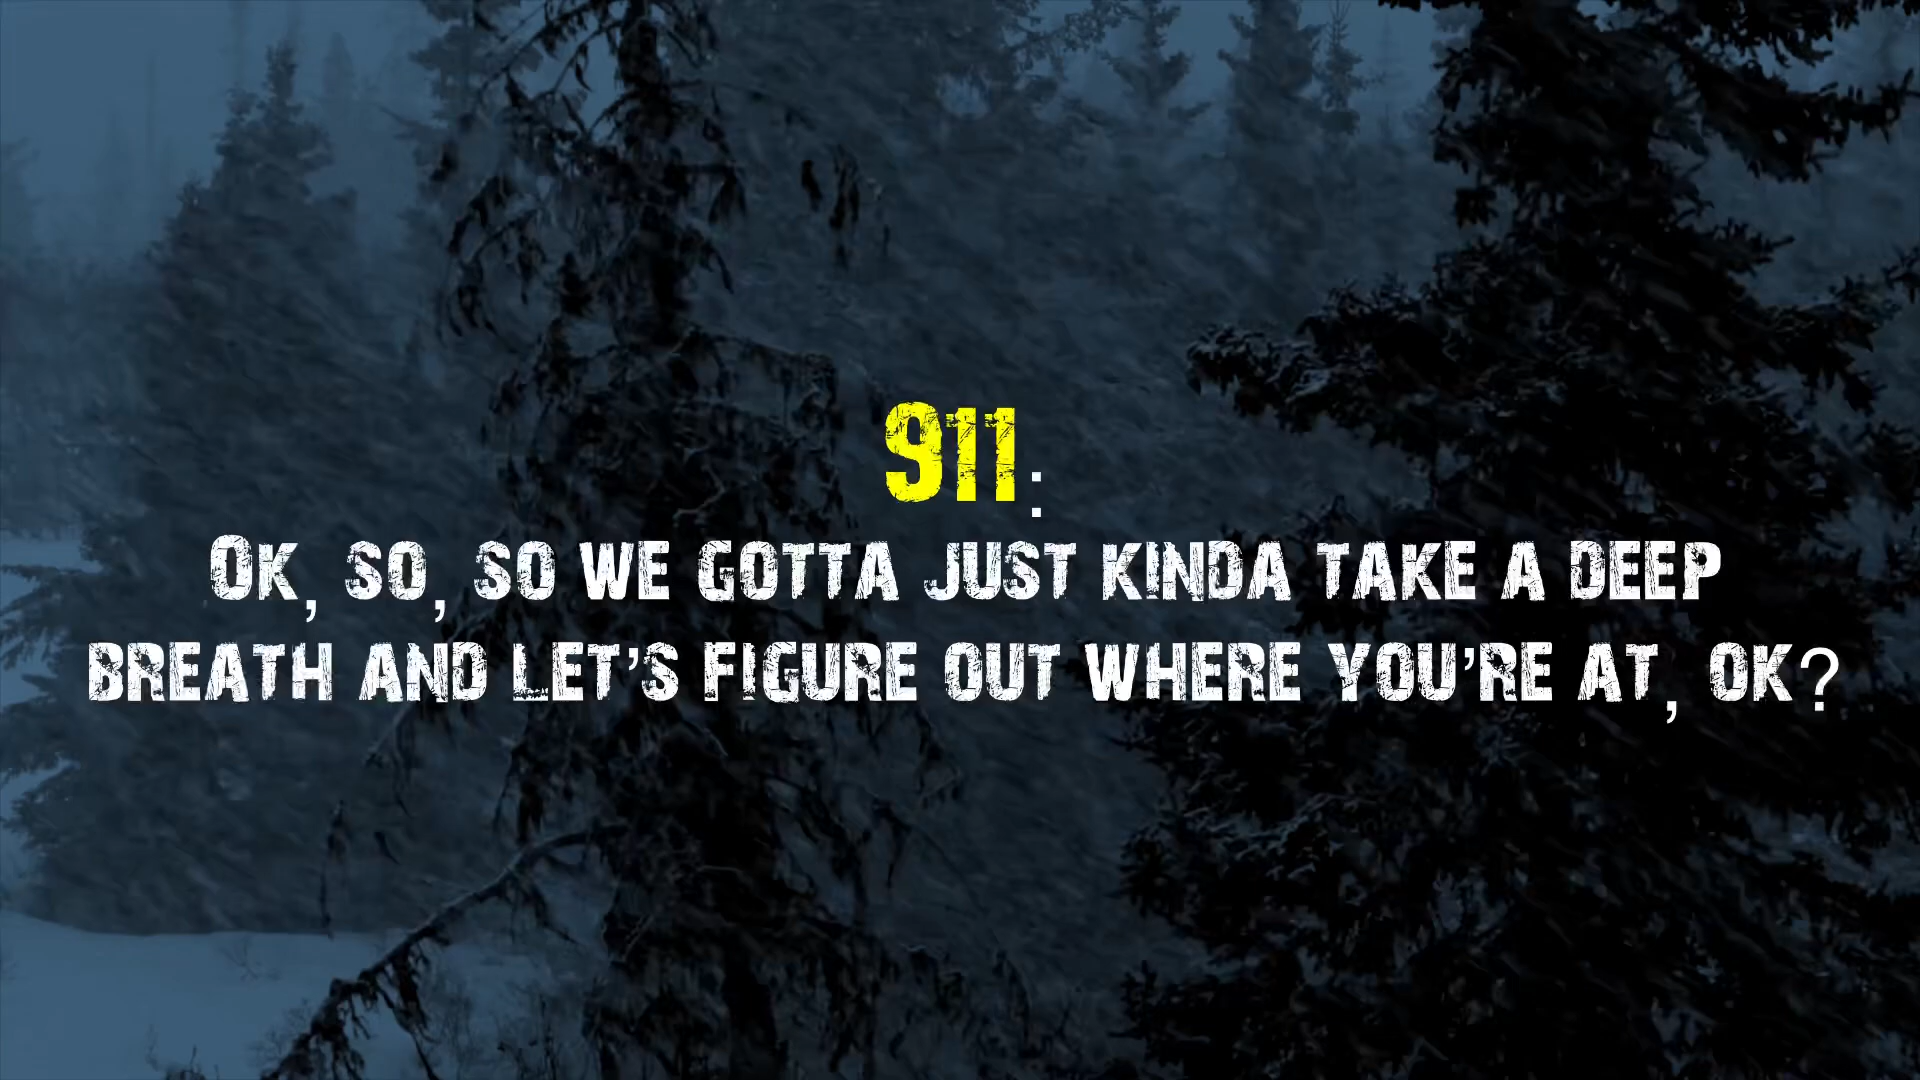 911:
Ok, so, so we gotta just kinda take a deep
breath and let's figure out where you're at, ok?